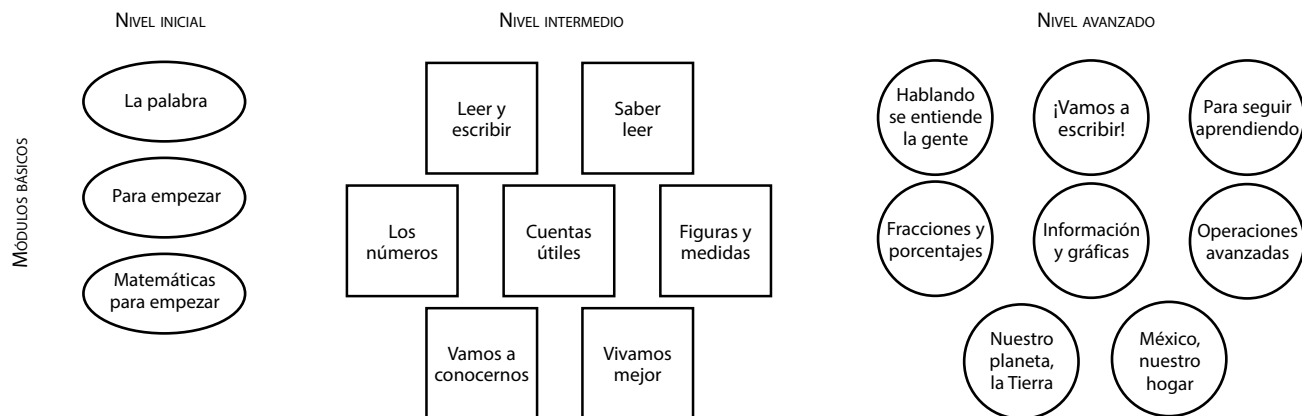 NIVEL INICIAL
NIVEL INTERMEDIO
NIVEL AVANZADO
MÓDULOS BÁSICOS
La palabra
Para empezar
Matemáticas
para empezar
Leer y
escribir
Saber
leer
Los
números
Cuentas
útiles
Figuras y
medidas
Vamos a
conocernos
Vivamos
mejor
Hablando
se entiende
la gente
¡Vamos a
escribir!
Para seguir
aprendiendo
Fracciones y
porcentajes
Información
y gráficas
Operaciones
avanzadas
Nuestro
planeta,
la Tierra
México,
nuestro
hogar